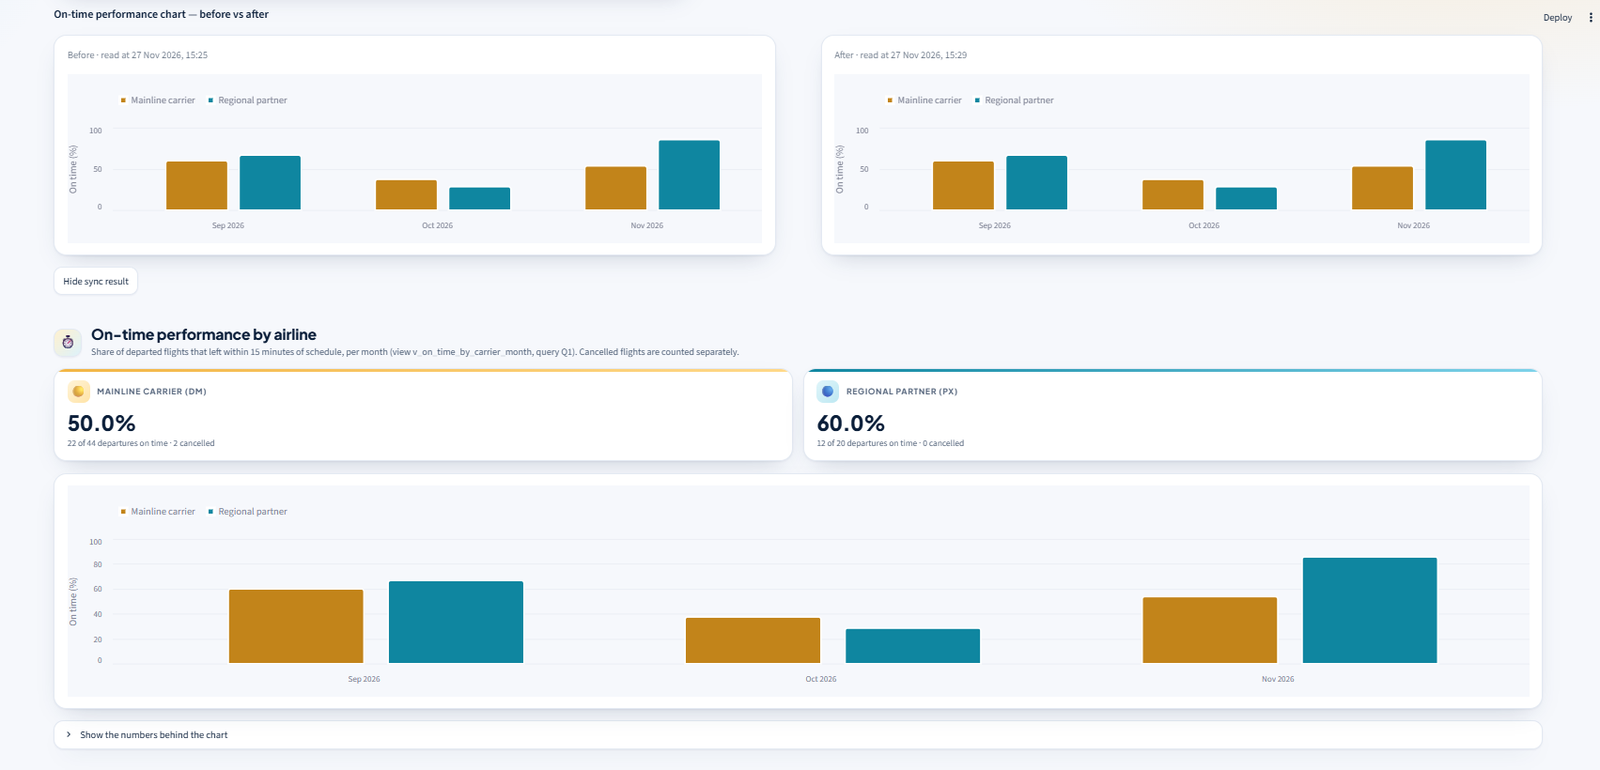 On-time performance chart — before vs after
Deploy
Before · read at 27 Nov 2026, 15:25
Mainline carrier
Regional partner
On time (%)
100
50
0
Sep 2026
Oct 2026
Nov 2026
After · read at 27 Nov 2026, 15:29
Mainline carrier
Regional partner
On time (%)
100
50
0
Sep 2026
Oct 2026
Nov 2026
Hide sync result
On-time performance by airline
Share of departed flights that left within 15 minutes of schedule, per month (view v_on_time_by_carrier_month, query Q1). Cancelled flights are counted separately.
MAINLINE CARRIER (DM)
50.0%
22 of 44 departures on time · 2 cancelled
REGIONAL PARTNER (PX)
60.0%
12 of 20 departures on time · 0 cancelled
Mainline carrier
Regional partner
On time (%)
100
80
60
40
20
0
Sep 2026
Oct 2026
Nov 2026
Show the numbers behind the chart